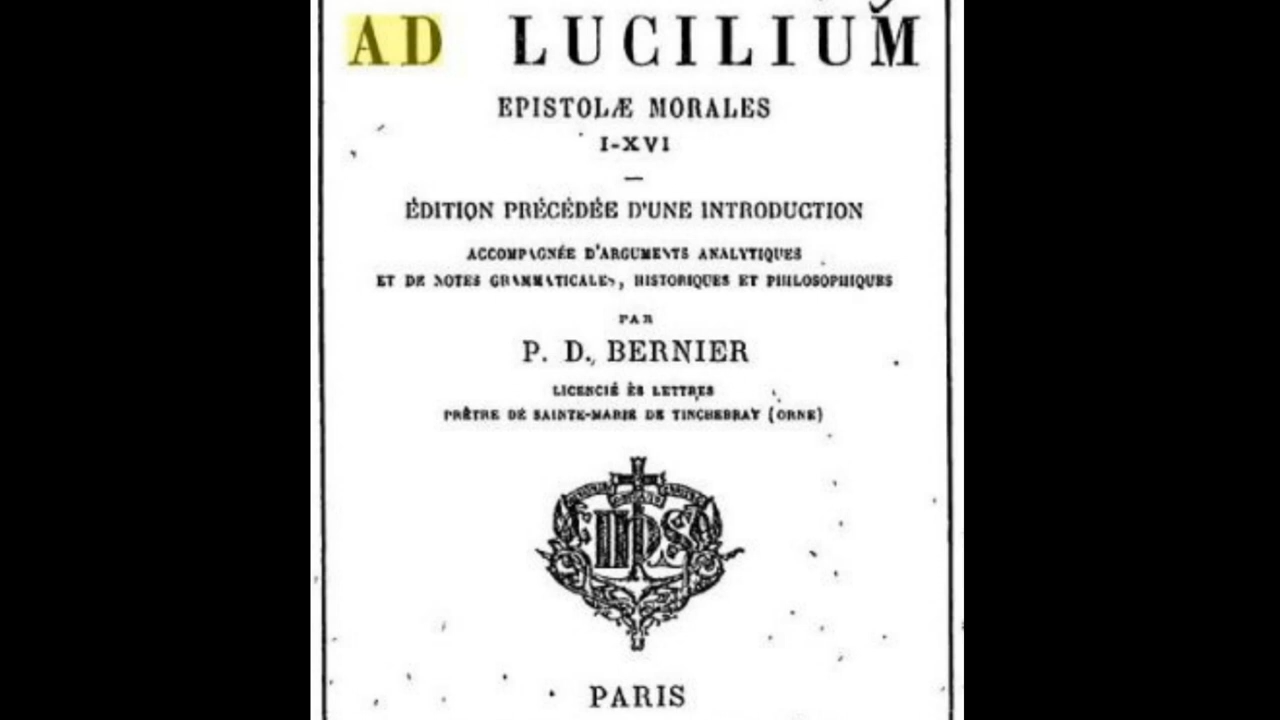 AD LUCILIUM
EPISTOLÆ MORALES
I-XVI
ÉDITION PRÉCÉDÉE D'UNE INTRODUCTION
ACCOMPAGNÉE D'ARGUMENTS ANALYTIQUES
ET DE NOTES GRAMMATICALES, HISTORIQUES ET PHILOSOPHIQUES
PAR
P. D. BERNIER
LICENCIÉ ÈS LETTRES
PRÊTRE DE SAINTE-MARIE DE TINCHEBRAY (ORNE)
PARIS